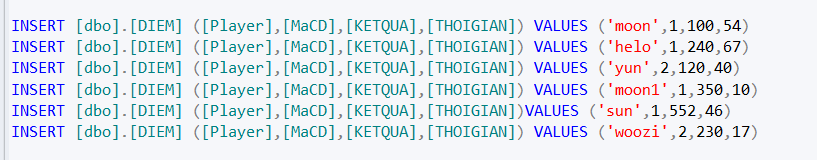 INSERT [dbo].[DIEM] ([Player],[MaCD],[KETQUA],[THOIGIAN]) VALUES ('moon',1,100,54)
INSERT [dbo].[DIEM] ([Player],[MaCD],[KETQUA],[THOIGIAN]) VALUES ('helo',1,240,67)
INSERT [dbo].[DIEM] ([Player],[MaCD],[KETQUA],[THOIGIAN]) VALUES ('yun',2,120,40)
INSERT [dbo].[DIEM] ([Player],[MaCD],[KETQUA],[THOIGIAN]) VALUES ('moon1',1,350,10)
INSERT [dbo].[DIEM] ([Player],[MaCD],[KETQUA],[THOIGIAN])VALUES ('sun',1,552,46)
INSERT [dbo].[DIEM] ([Player],[MaCD],[KETQUA],[THOIGIAN]) VALUES ('woozi',2,230,17)